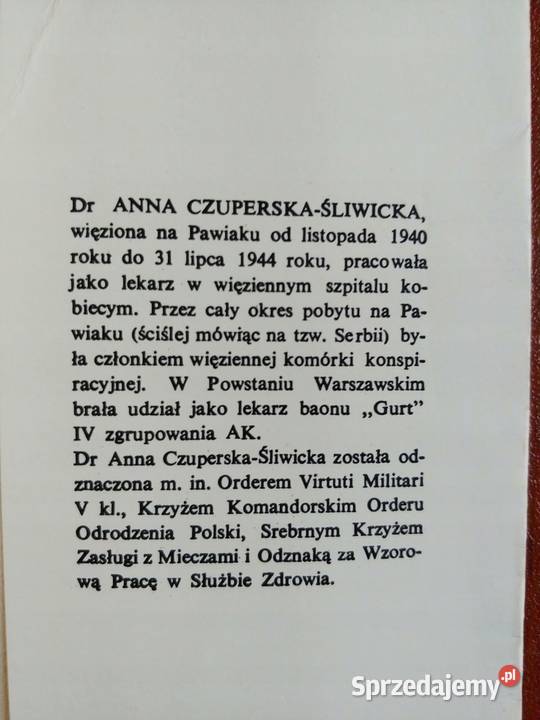 Dr ANNA CZUPERSKA-ŚLIWICKA,
więziona na Pawiaku od listopada 1940
roku do 31 lipca 1944 roku, pracowała
jako lekarz w więziennym szpitalu ko-
biecym. Przez cały okres pobytu na Pa-
wiaku (ściślej mówiąc na tzw. Serbii) by-
ła członkiem więziennej komórki konspi-
racyjnej. W Powstaniu Warszawskim
brała udział jako lekarz baonu „Gurt"
IV zgrupowania AK.
Dr Anna Czuperska-Śliwicka została od-
znaczona m. in. Orderem Virtuti Militari
V kl., Krzyżem Komandorskim Orderu
Odrodzenia Polski, Srebrnym Krzyżem
Zasługi z Mieczami i Odznaką za Wzoro-
wą Pracę w Służbie Zdrowia.
Sprzedajemy.pl